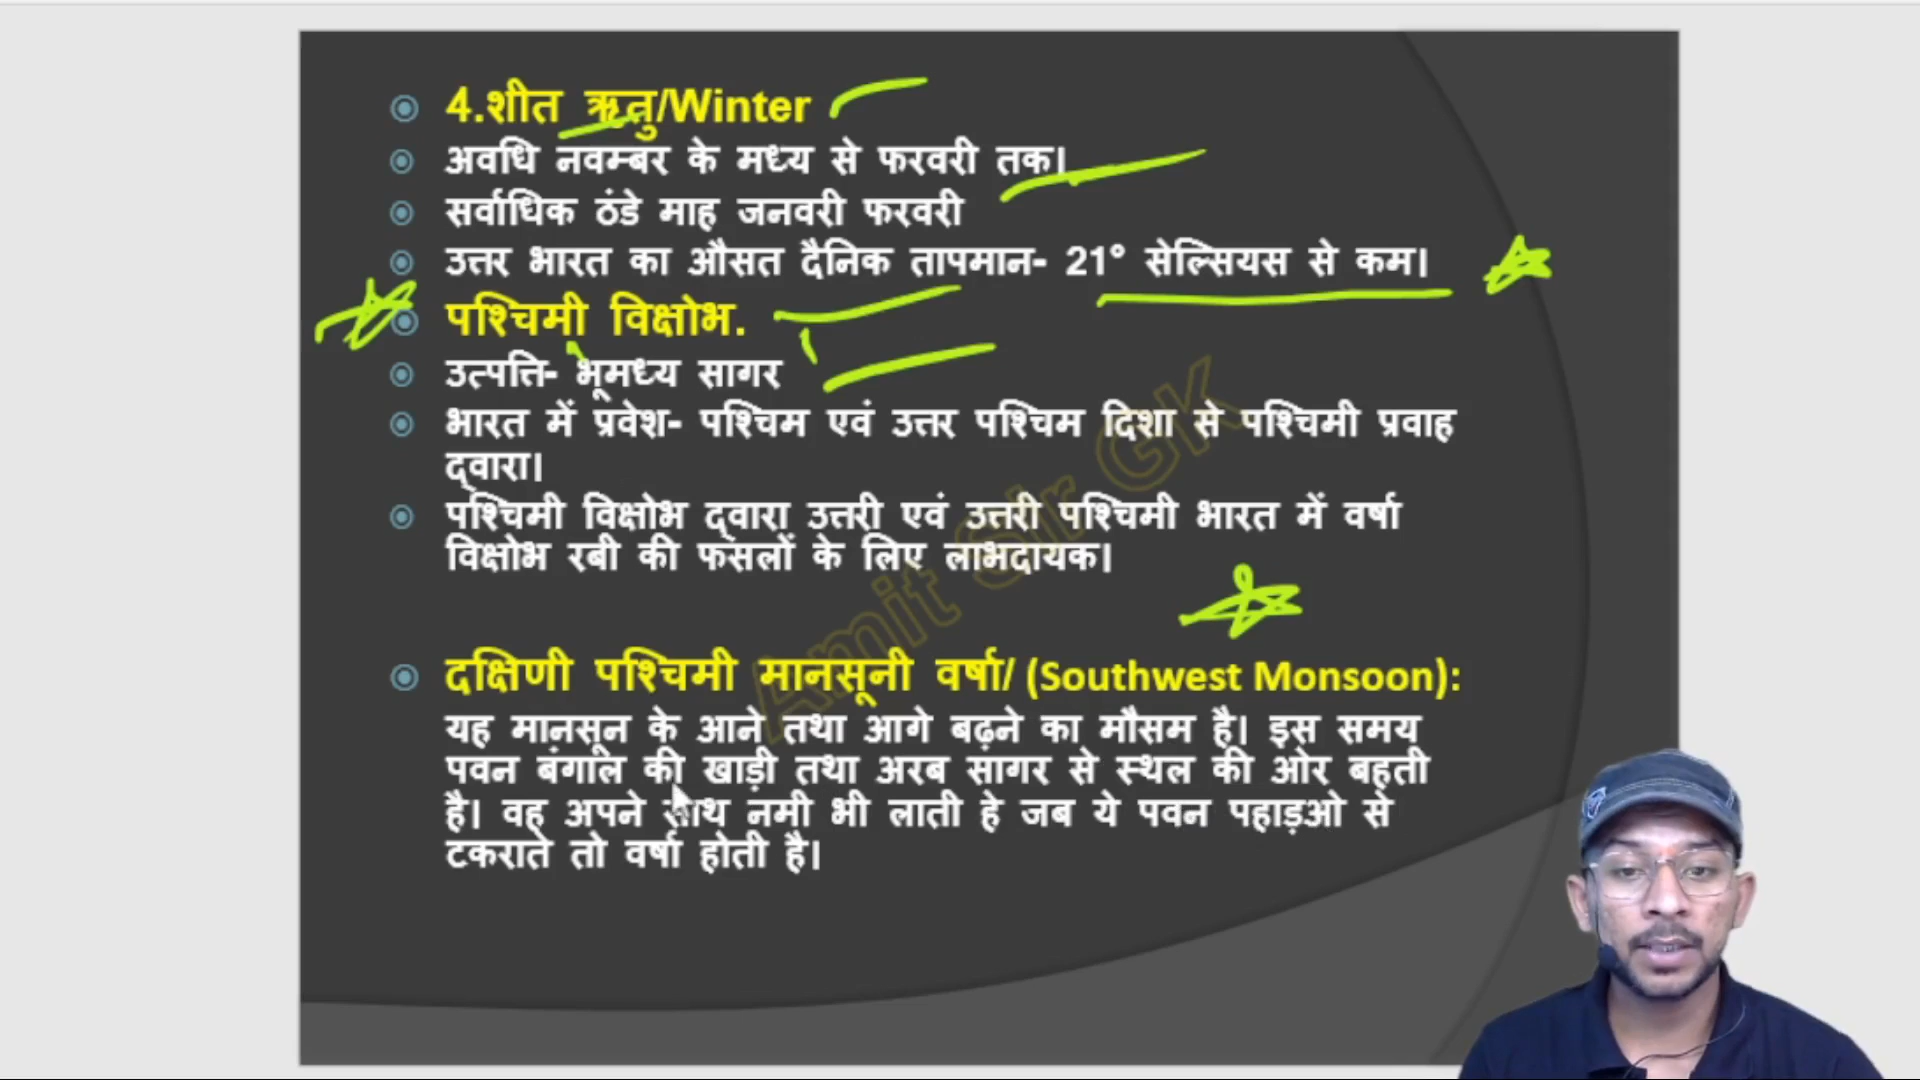 4.शीत ऋतु/Winter
अवधि नवम्बर के मध्य से फरवरी तक।
सर्वाधिक ठंडे माह जनवरी फरवरी
उत्तर भारत का औसत दैनिक तापमान- 21° सेल्सियस से कम।
पश्चिमी विक्षोभ.
उत्पत्ति- भूमध्य सागर
भारत में प्रवेश- पश्चिम एवं उत्तर पश्चिम दिशा से पश्चिमी प्रवाह
द्वारा।
पश्चिमी विक्षोभ द्वारा उत्तरी एवं उत्तरी पश्चिमी भारत में वर्षा
विक्षोभ रबी की फसलों के लिए लाभदायक।
दक्षिणी पश्चिमी मानसूनी वर्षा/ (Southwest Monsoon):
यह मानसून के आने तथा आगे बढ़ने का मौसम है। इस समय
पवन बंगाल की खाड़ी तथा अरब सागर से स्थल की ओर बहती
है। वह अपने साथ नमी भी लाती हे जब ये पवन पहाड़ओ से
टकराते तो वर्षा होती है।
Amit Sir GK